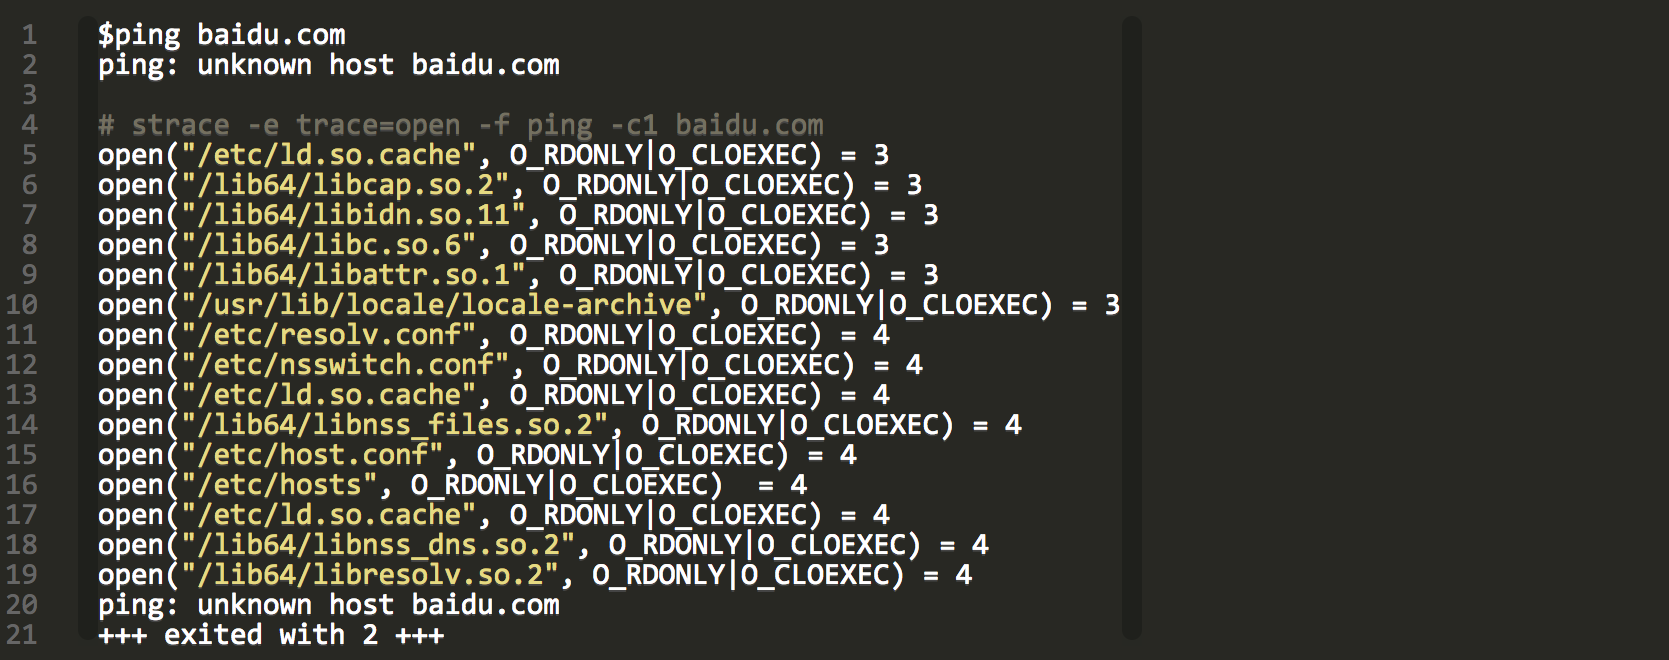 1 $ping baidu.com
2 ping: unknown host baidu.com
3
4 # strace -e trace=open -f ping -c1 baidu.com
5 open("/etc/ld.so.cache", O_RDONLY|O_CLOEXEC) = 3
6 open("/lib64/libcap.so.2", O_RDONLY|O_CLOEXEC) = 3
7 open("/lib64/libidn.so.11", O_RDONLY|O_CLOEXEC) = 3
8 open("/lib64/libc.so.6", O_RDONLY|O_CLOEXEC) = 3
9 open("/lib64/libattr.so.1", O_RDONLY|O_CLOEXEC) = 3
10 open("/usr/lib/locale/locale-archive", O_RDONLY|O_CLOEXEC) = 3
11 open("/etc/resolv.conf", O_RDONLY|O_CLOEXEC) = 4
12 open("/etc/nsswitch.conf", O_RDONLY|O_CLOEXEC) = 4
13 open("/etc/ld.so.cache", O_RDONLY|O_CLOEXEC) = 4
14 open("/lib64/libnss_files.so.2", O_RDONLY|O_CLOEXEC) = 4
15 open("/etc/host.conf", O_RDONLY|O_CLOEXEC) = 4
16 open("/etc/hosts", O_RDONLY|O_CLOEXEC)  = 4
17 open("/etc/ld.so.cache", O_RDONLY|O_CLOEXEC) = 4
18 open("/lib64/libnss_dns.so.2", O_RDONLY|O_CLOEXEC) = 4
19 open("/lib64/libresolv.so.2", O_RDONLY|O_CLOEXEC) = 4
20 ping: unknown host baidu.com
21 +++ exited with 2 +++